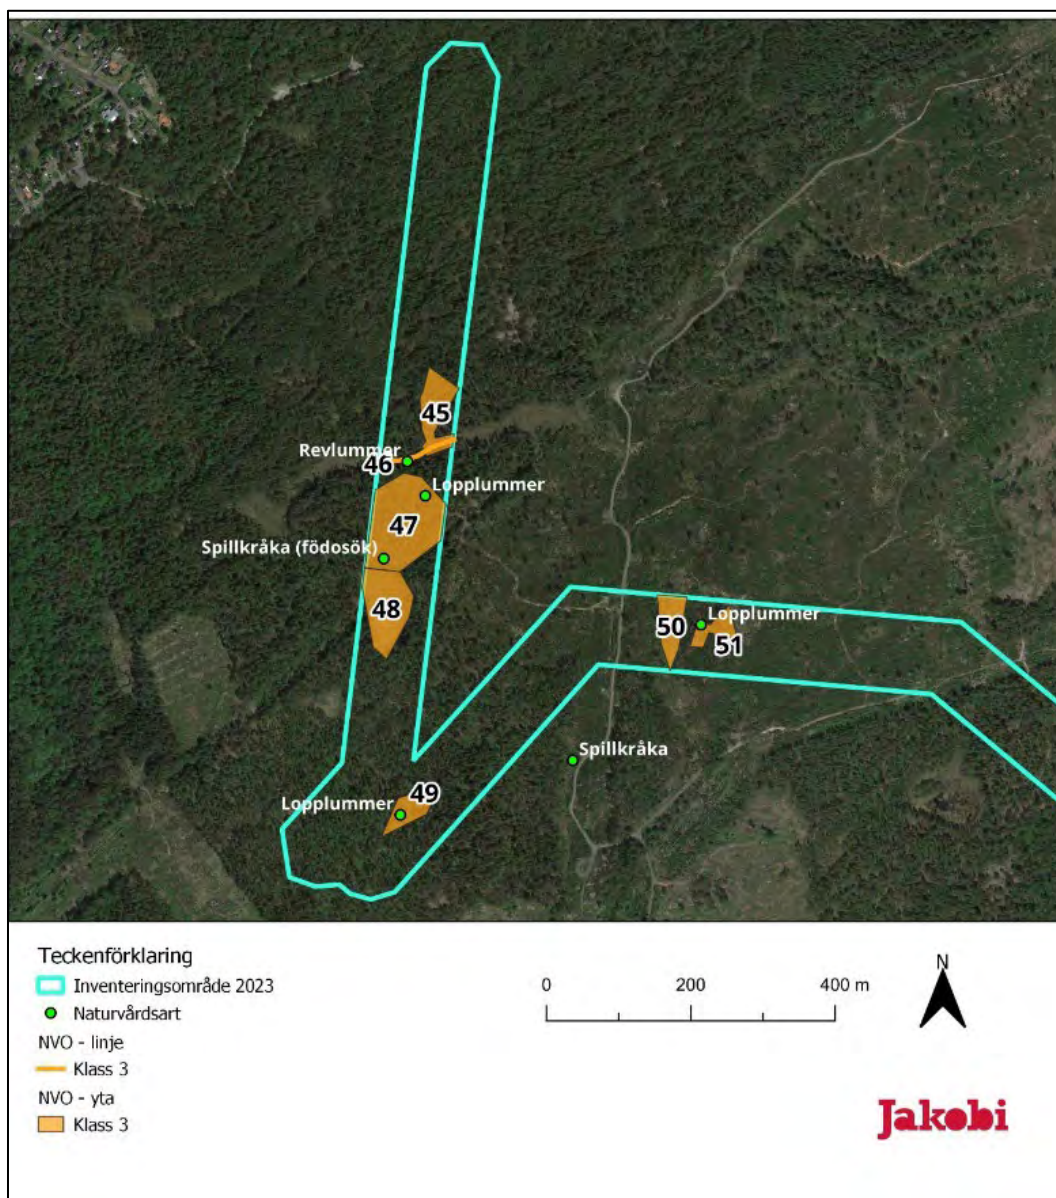 45
Revlummer
46
Lopplummer
47
Spillkråka (födosök)
48
50
Lopplummer
51
Spillkråka
49
Lopplummer
Teckenförklaring
Inventeringsområde 2023
Naturvårdsart
NVO - linje
Klass 3
NVO - yta
Klass 3
0 200 400 m
N
Jakobi